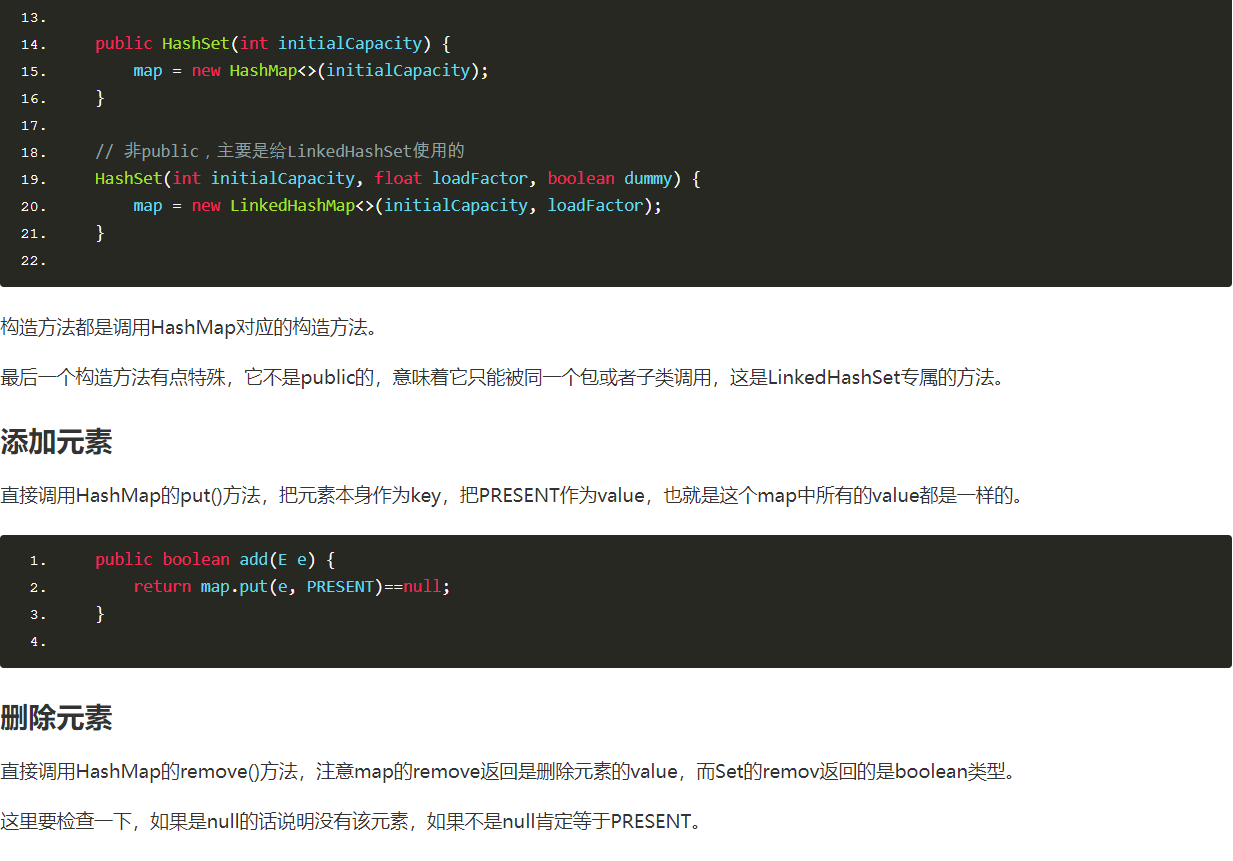 13.
14. public HashSet(int initialCapacity) {
15. map = new HashMap<>(initialCapacity);
16. }
17.
18. // 非public，主要是给LinkedHashSet使用的
19. HashSet(int initialCapacity, float loadFactor, boolean dummy) {
20. map = new LinkedHashMap<>(initialCapacity, loadFactor);
21. }
22.
构造方法都是调用HashMap对应的构造方法。
最后一个构造方法有点特殊，它不是public的，意味着它只能被同一个包或者子类调用，这是LinkedHashSet专属的方法。
添加元素
直接调用HashMap的put()方法，把元素本身作为key，把PRESENT作为value，也就是这个map中所有的value都是一样的。
1. public boolean add(E e) {
2. return map.put(e, PRESENT)==null;
3. }
4.
删除元素
直接调用HashMap的remove()方法，注意map的remove返回是删除元素的value，而Set的remov返回的是boolean类型。
这里要检查一下，如果是null的话说明没有该元素，如果不是null肯定等于PRESENT。